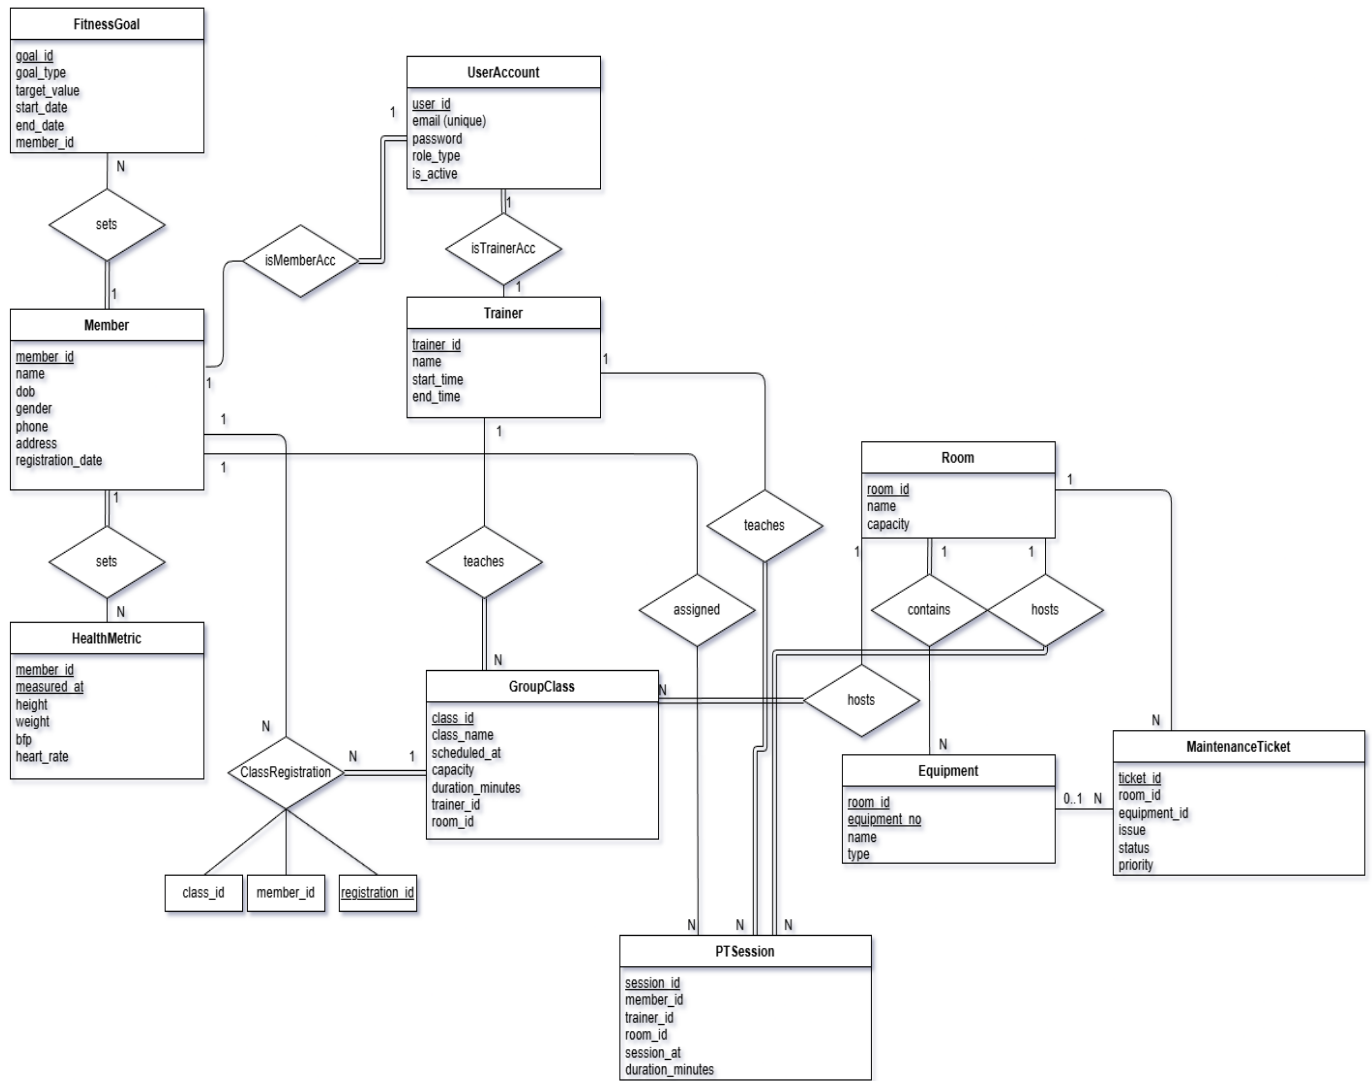 FitnessGoal
goal_id
goal_type
target_value
start_date
end_date
member_id
N
sets
1
UserAccount
user_id
email (unique)
password
role_type
is_active
1
1
isMemberAcc
isTrainerAcc
1
Trainer
trainer_id
name
start_time
end_time
1
1
Member
member_id
name
dob
gender
phone
address
registration_date
1
1
1
1
sets
N
HealthMetric
member_id
measured_at
height
weight
bfp
heart_rate
teaches
N
teaches
assigned
Room
room_id
name
capacity
1
1
1
1
contains
hosts
hosts
N
GroupClass
class_id
class_name
scheduled_at
capacity
duration_minutes
trainer_id
room_id
N
N
1
ClassRegistration
class_id
member_id
registration_id
N
Equipment
room_id
equipment_no
name
type
0..1 N
N
MaintenanceTicket
ticket_id
room_id
equipment_id
issue
status
priority
N
N
N
PTSession
session_id
member_id
trainer_id
room_id
session_at
duration_minutes